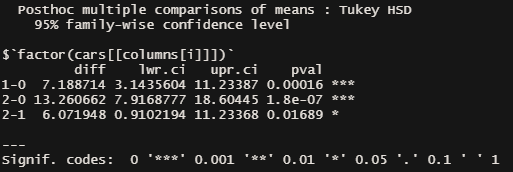 Posthoc multiple comparisons of means : Tukey HSD
95% family-wise confidence level
$`factor(cars[[columns[i]]])`
diff lwr.ci upr.ci pval
1-0 7.188714 3.1435604 11.23387 0.00016 ***
2-0 13.260662 7.9168777 18.60445 1.8e-07 ***
2-1 6.071948 0.9102194 11.23368 0.01689 *
---
Signif. codes: 0 '***' 0.001 '**' 0.01 '*' 0.05 '.' 0.1 ' ' 1